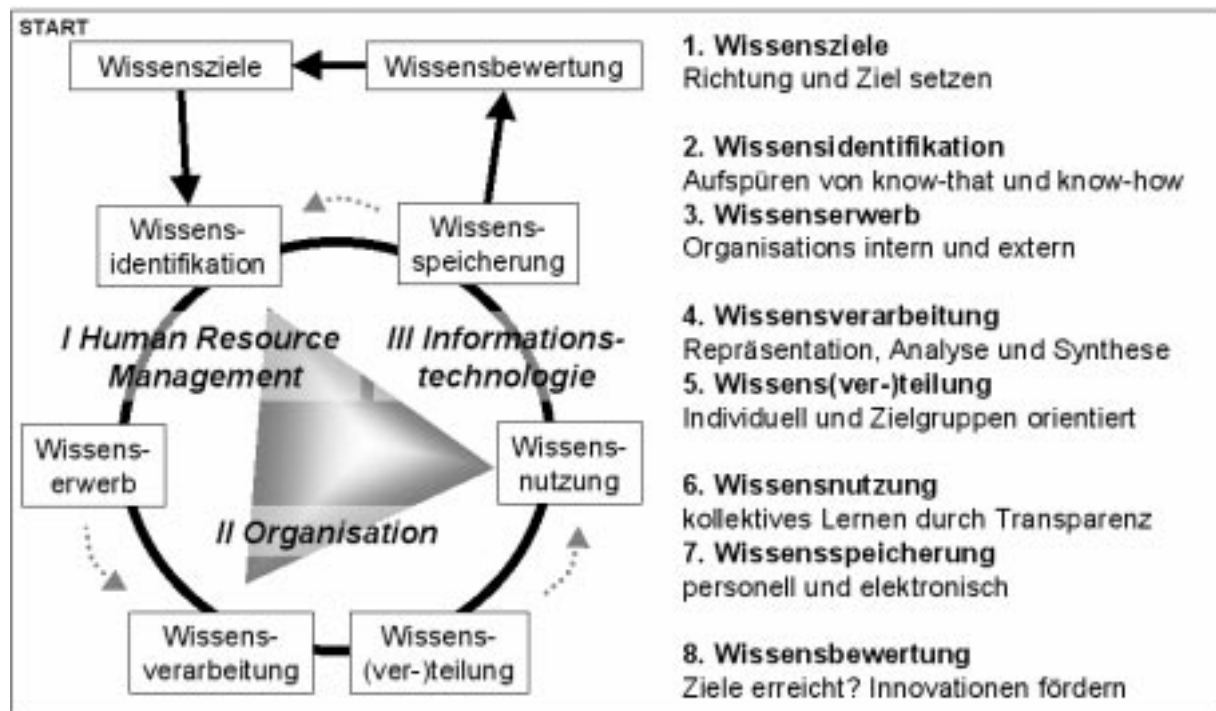 START
Wissensziele
Wissensbewertung
Wissens-
identifikation
Wissens-
speicherung
I Human Resource
Management
III Informations-
technologie
Wissens-
erwerb
Wissens-
nutzung
II Organisation
Wissens-
verarbeitung
Wissens-
(ver-)teilung
1. Wissensziele
Richtung und Ziel setzen
2. Wissensidentifikation
Aufspüren von know-that und know-how
3. Wissenserwerb
Organisations intern und extern
4. Wissensverarbeitung
Repräsentation, Analyse und Synthese
5. Wissens(ver-)teilung
Individuell und Zielgruppen orientiert
6. Wissensnutzung
kollektives Lernen durch Transparenz
7. Wissensspeicherung
personell und elektronisch
8. Wissensbewertung
Ziele erreicht? Innovationen fördern